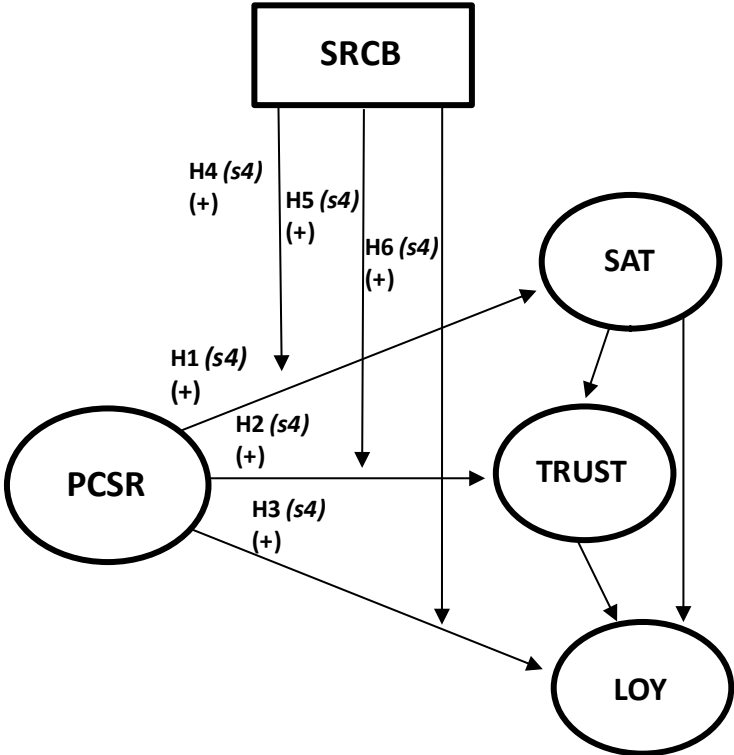 SRCB
H4 (s4)
(+)
H5 (s4)
(+)
H6 (s4)
(+)
SAT
H1 (s4)
(+)
H2 (s4)
(+)
PCSR
TRUST
H3 (s4)
(+)
LOY